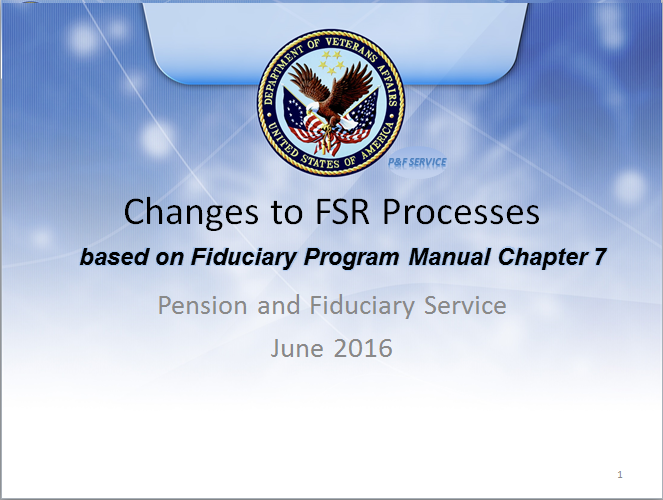 DEPARTMENT OF VETERANS AFFAIRS
UNITED STATES OF AMERICA
P&F SERVICE
Changes to FSR Processes
based on Fiduciary Program Manual Chapter 7
Pension and Fiduciary Service
June 2016
1